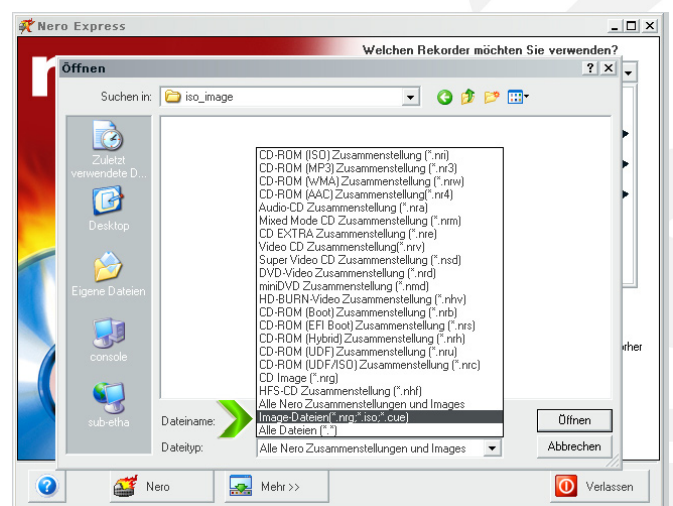 Nero Express
Welchen Rekorder möchten Sie verwenden?
Öffnen
Suchen in:
iso_image
Zuletzt
verwendete D...
Desktop
Eigene Dateien
console
sub-etha
CD-ROM (ISO) Zusammenstellung (*.nri)
CD-ROM (MP3) Zusammenstellung (*.nr3)
CD-ROM (WMA) Zusammenstellung (*.nrw)
CD-ROM (AAC) Zusammenstellung(*.nr4)
Audio-CD Zusammenstellung (*.nra)
Mixed Mode CD Zusammenstellung (*.nrm)
CD EXTRA Zusammenstellung (*.nre)
Video CD Zusammenstellung(*.nrv)
Super Video CD Zusammenstellung (*.nsd)
DVD-Video Zusammenstellung (*.nrd)
miniDVD Zusammenstellung (*.nmd)
HD-BURN-Video Zusammenstellung (*.nhv)
CD-ROM (Boot) Zusammenstellung (*.nrb)
CD-ROM (EFI Boot) Zusammenstellung (*.nrs)
CD-ROM (Hybrid) Zusammenstellung (*.nrh)
CD-ROM (UDF) Zusammenstellung (*.nru)
CD-ROM (UDF/ISO) Zusammenstellung (*.nrc)
CD Image (*.nrg)
HFS-CD Zusammenstellung (*.nhf)
Alle Nero Zusammenstellungen und Images
Image-Dateien(*.nrg;*.iso;*.cue)
Alle Dateien (*.*)
Dateiname:
Öffnen
Dateityp:
Alle Nero Zusammenstellungen und Images
Abbrechen
Nero
Mehr >>
Verlassen